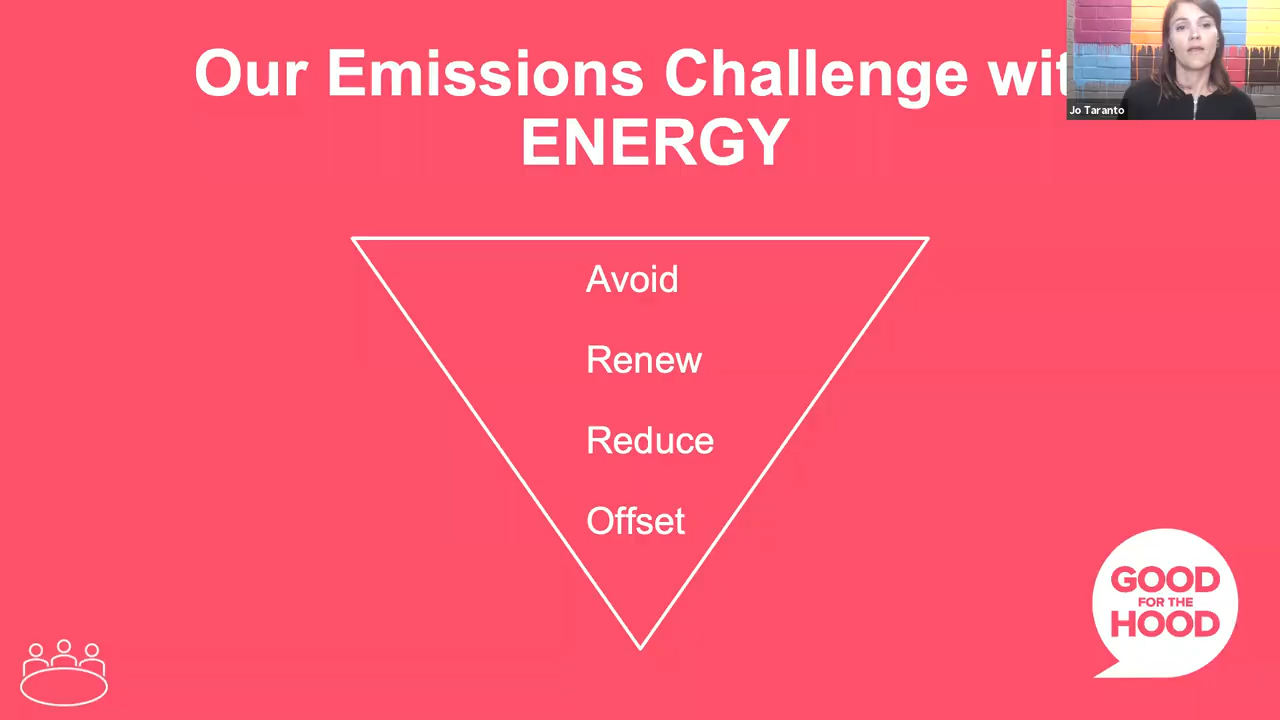 Our Emissions Challenge wit
ENERGY
Jo Taranto
Avoid
Renew
Reduce
Offset
GOOD
FOR THE
HOOD